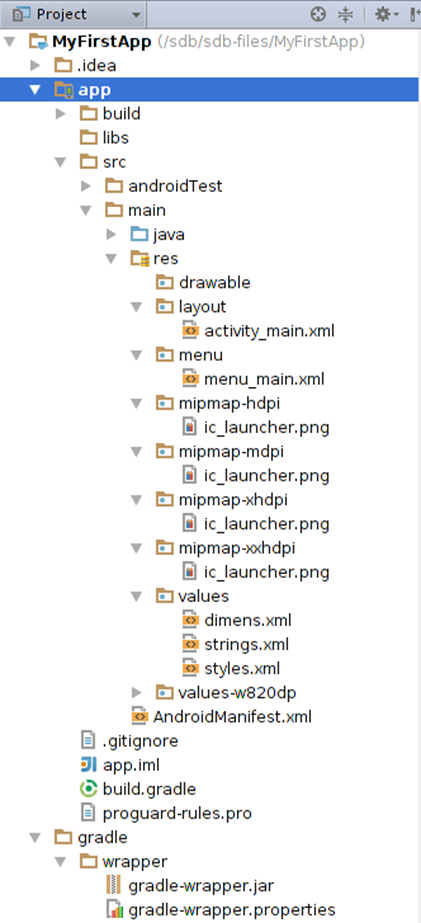 Project
MyFirstApp (/sdb/sdb-files/MyFirstApp)
.idea
app
build
libs
src
androidTest
main
java
res
drawable
layout
activity_main.xml
menu
menu_main.xml
mipmap-hdpi
ic_launcher.png
mipmap-mdpi
ic_launcher.png
mipmap-xhdpi
ic_launcher.png
mipmap-xxhdpi
ic_launcher.png
values
dimens.xml
strings.xml
styles.xml
values-w820dp
AndroidManifest.xml
.gitignore
app.iml
build.gradle
proguard-rules.pro
gradle
wrapper
gradle-wrapper.jar
gradle-wrapper.properties